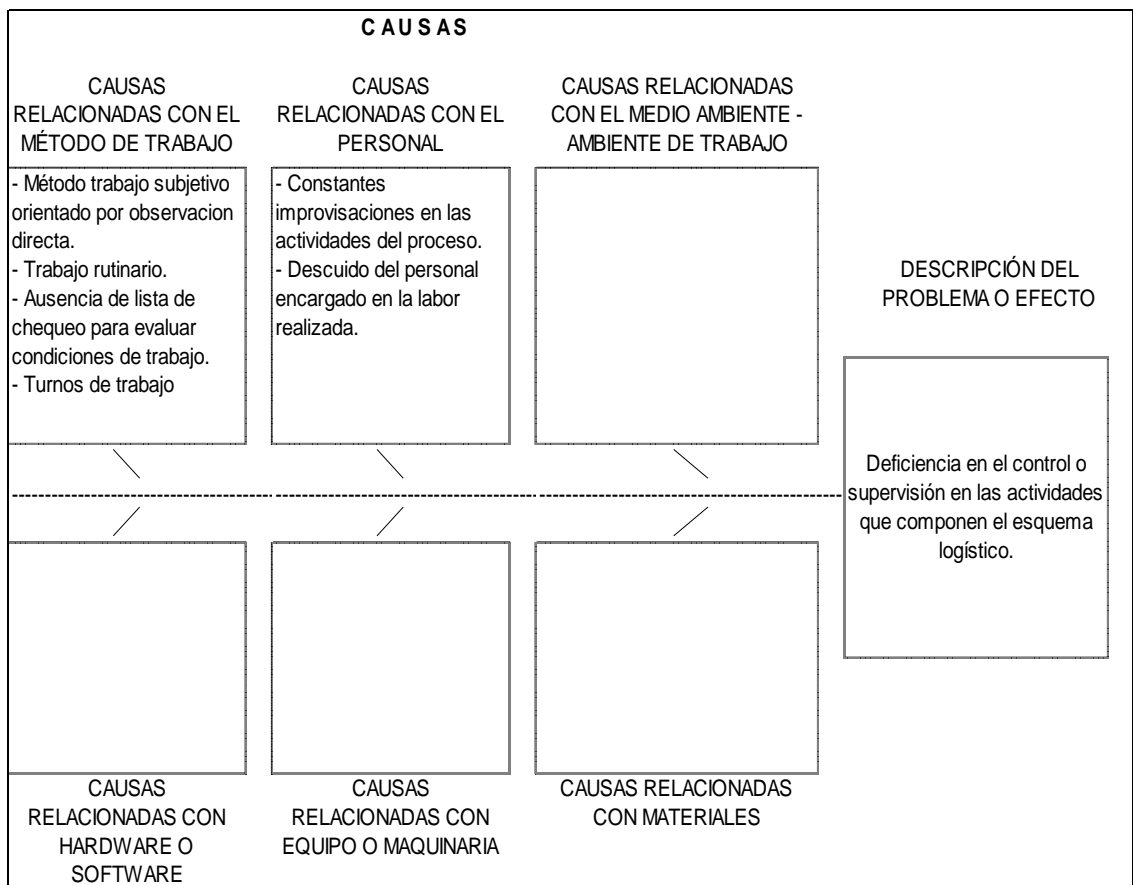 CAUSAS
CAUSAS
RELACIONADAS CON EL
MÉTODO DE TRABAJO
- Método trabajo subjetivo
orientado por observacion
directa.
- Trabajo rutinario.
- Ausencia de lista de
chequeo para evaluar
condiciones de trabajo.
- Turnos de trabajo
CAUSAS
RELACIONADAS CON EL
PERSONAL
- Constantes
improvisaciones en las
actividades del proceso.
- Descuido del personal
encargado en la labor
realizada.
CAUSAS RELACIONADAS
CON EL MEDIO AMBIENTE -
AMBIENTE DE TRABAJO
DESCRIPCIÓN DEL
PROBLEMA O EFECTO
Deficiencia en el control o
supervisión en las actividades
que componen el esquema
logístico.
CAUSAS
RELACIONADAS CON
HARDWARE O
SOFTWARE
CAUSAS
RELACIONADAS CON
EQUIPO O MAQUINARIA
CAUSAS RELACIONADAS
CON MATERIALES